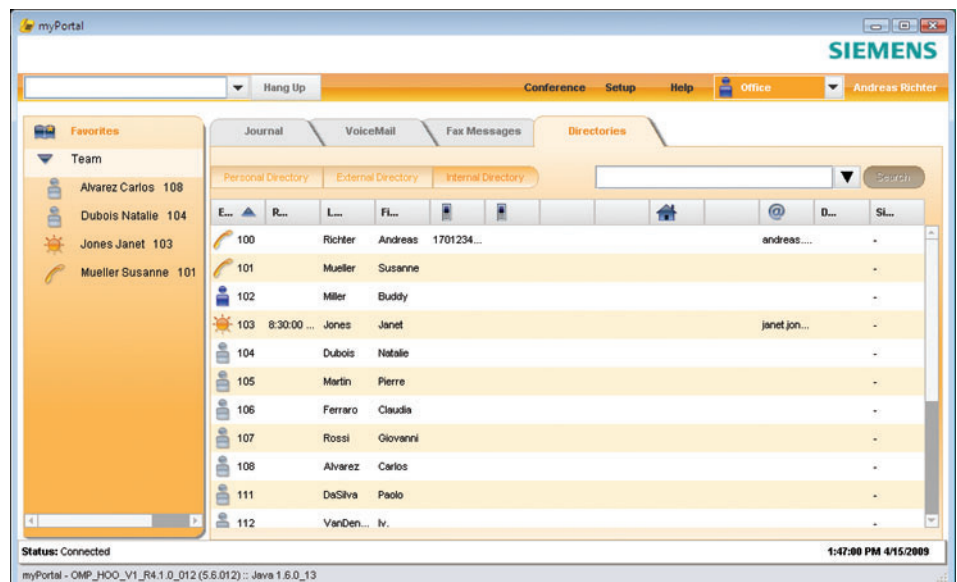 myPortal
SIEMENS
Hang Up Conference Setup Help Office Andreas Richter
Favorites
Team
Alvarez Carlos 108
Dubois Natalie 104
Jones Janet 103
Mueller Susanne 101
Journal VoiceMail Fax Messages Directories
Personal Directory External Directory Internal Directory Search
E... R... L... Fi... @ D... Si...
100 Richter Andreas 1701234... andreas.... -
101 Mueller Susanne -
102 Miller Buddy -
103 8:30:00 ... Jones Janet janet.jon... -
104 Dubois Natalie -
105 Martin Pierre -
106 Ferraro Claudia -
107 Rossi Giovanni -
108 Alvarez Carlos -
111 DaSilva Paolo -
112 VanDen... Iv. -
Status: Connected 1:47:00 PM 4/15/2009
myPortal - OMP_HOO_V1_R4.1.0_012 (5.6.012) :: Java 1.6.0_13